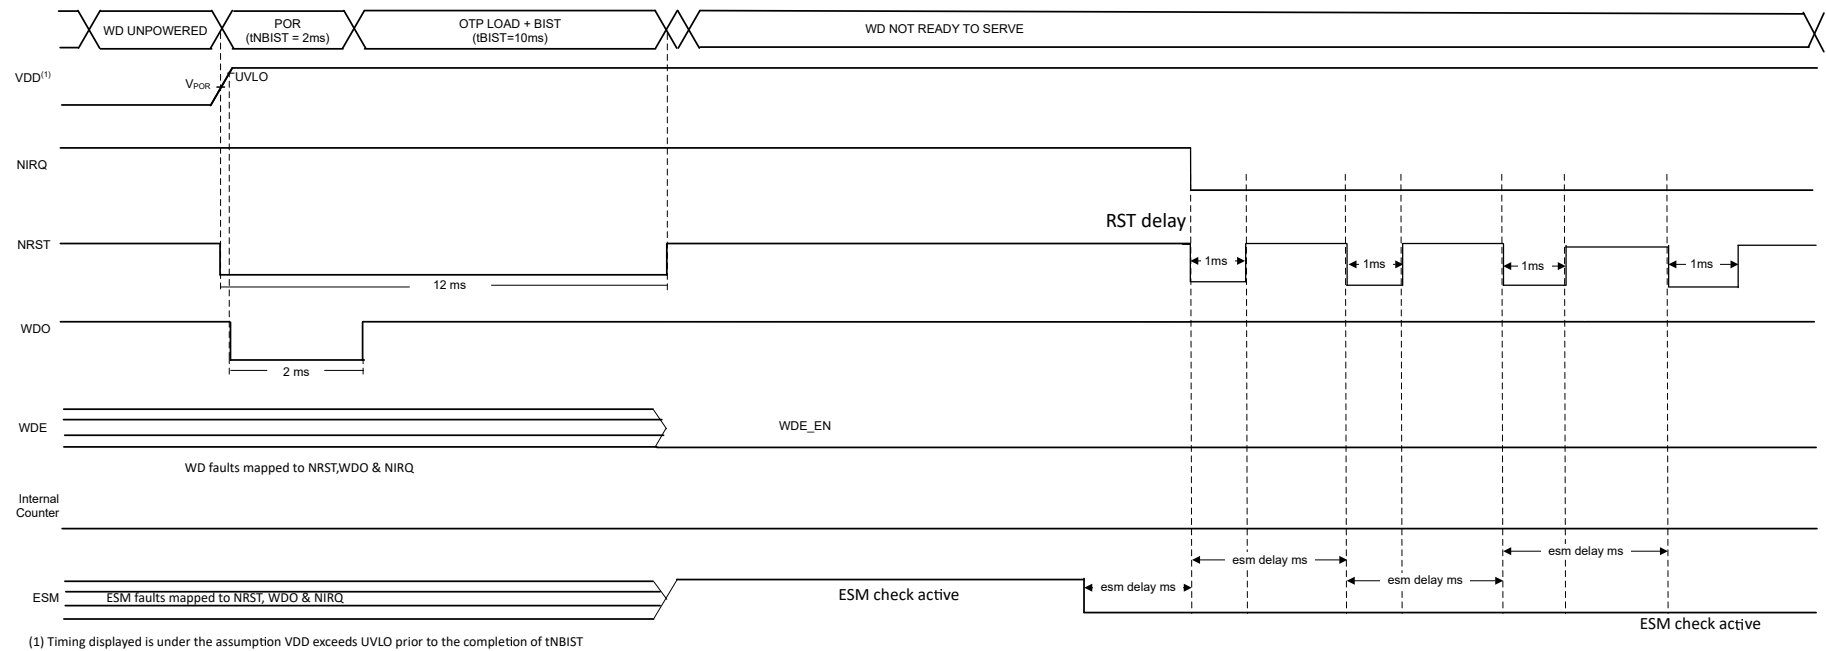 WD UNPOWERED
POR
(tNBIST = 2ms)
OTP LOAD + BIST
(tBIST=10ms)
WD NOT READY TO SERVE
VDD(1)
VPOR
UVLO
NIRQ
RST delay
NRST
1ms
1ms
1ms
1ms
12 ms
WDO
2 ms
WDE
WDE_EN
WD faults mapped to NRST,WDO & NIRQ
Internal
Counter
esm delay ms
esm delay ms
esm delay ms
esm delay ms
ESM
ESM faults mapped to NRST, WDO & NIRQ
ESM check active
ESM check active
(1) Timing displayed is under the assumption VDD exceeds UVLO prior to the completion of tNBIST